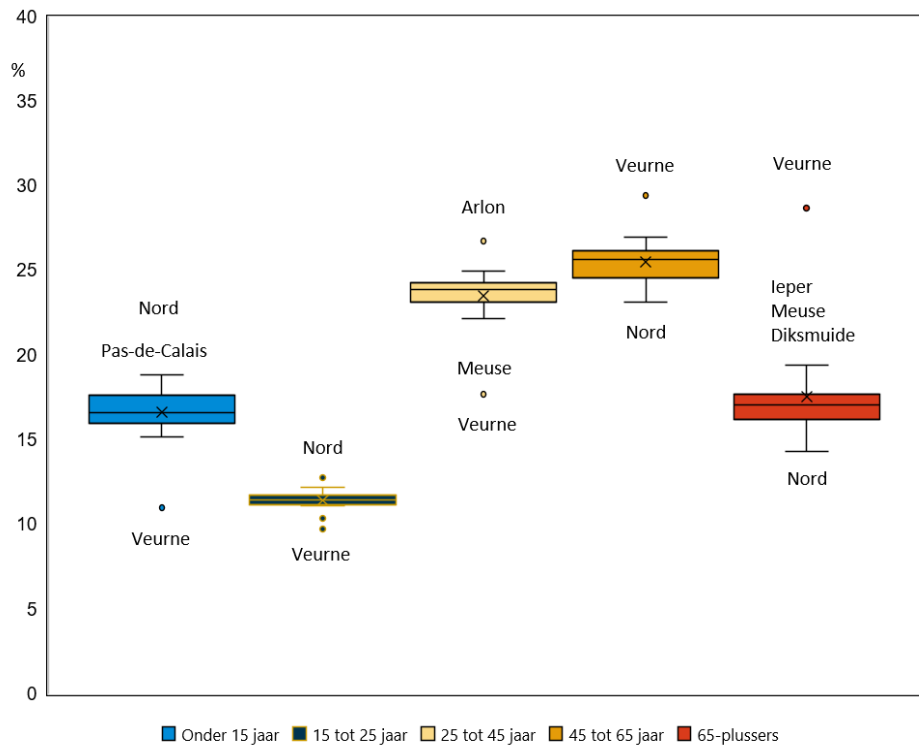 40
%
35
30
25
20
15
10
5
0
Nord
Pas-de-Calais
Veurne
Nord
Veurne
Arlon
Meuse
Veurne
Veurne
Nord
Veurne
Ieper
Meuse
Diksmuide
Nord
Onder 15 jaar 15 tot 25 jaar 25 tot 45 jaar 45 tot 65 jaar 65-plussers